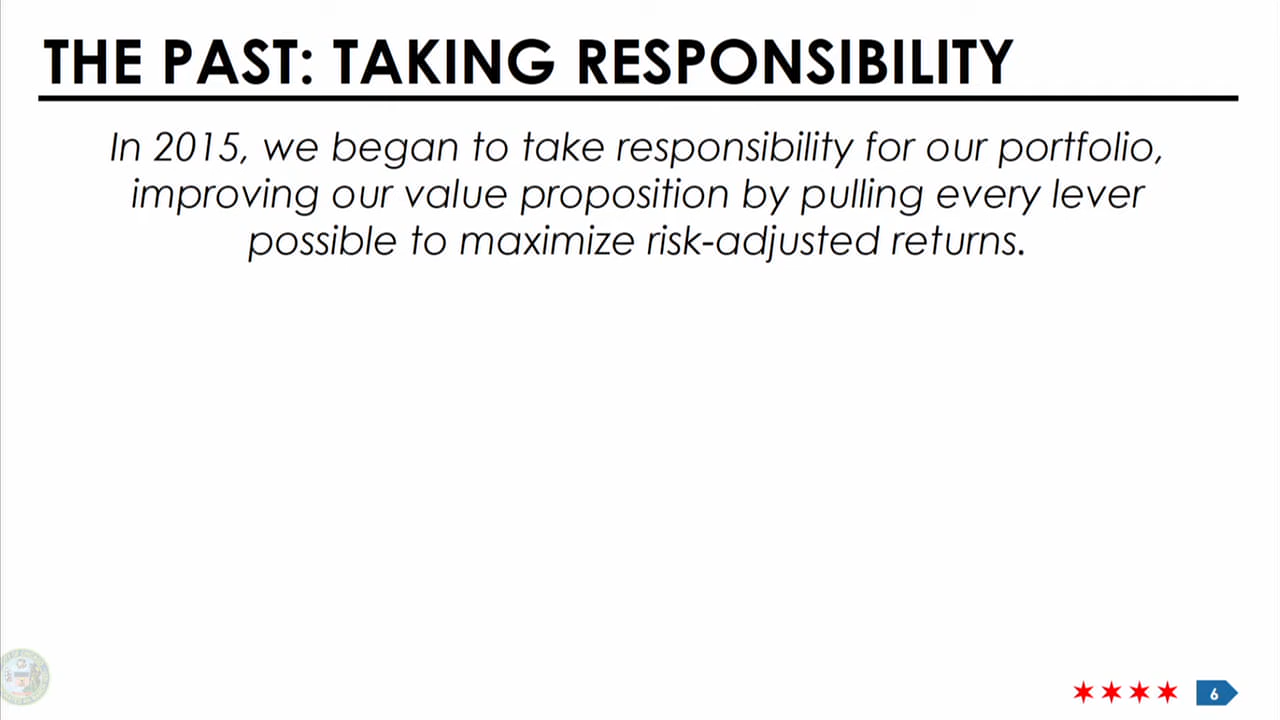 THE PAST: TAKING RESPONSIBILITY
In 2015, we began to take responsibility for our portfolio,
improving our value proposition by pulling every lever
possible to maximize risk-adjusted returns.
6